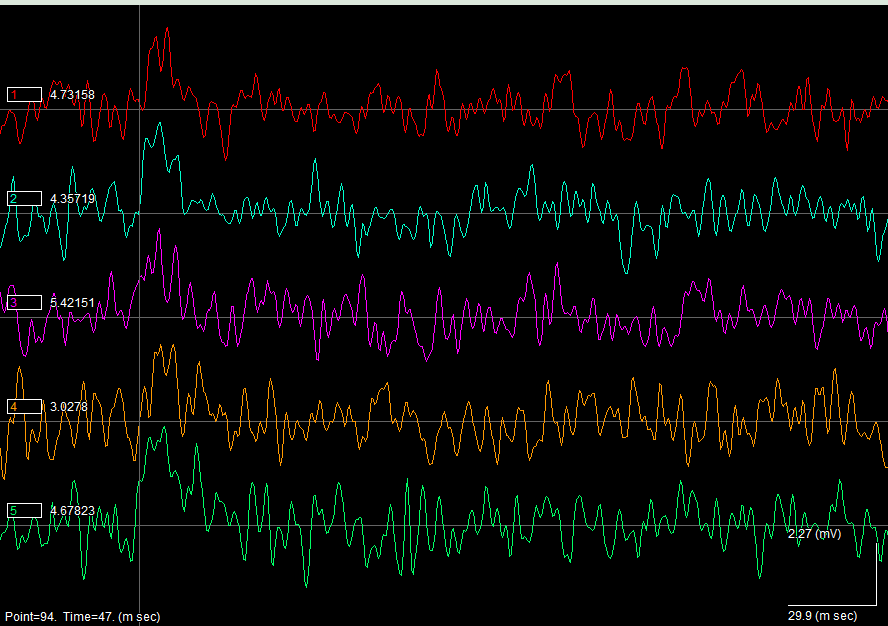 1 4.73158
2 4.35719
3 5.42151
4 3.0278
5 4.67823
2.27 (mV)
Point=94. Time=47. (m sec)
29.9 (m sec)